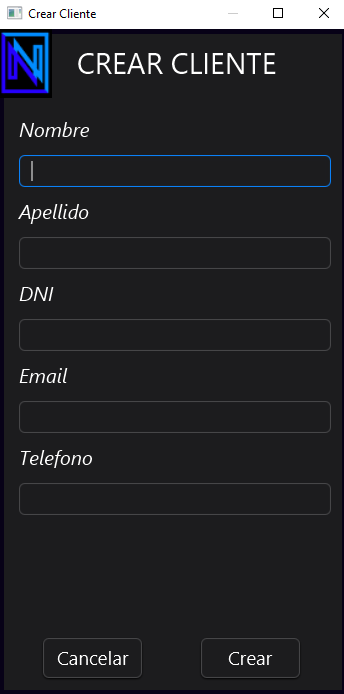 Crear Cliente
CREAR CLIENTE
Nombre
Apellido
DNI
Email
Telefono
Cancelar
Crear